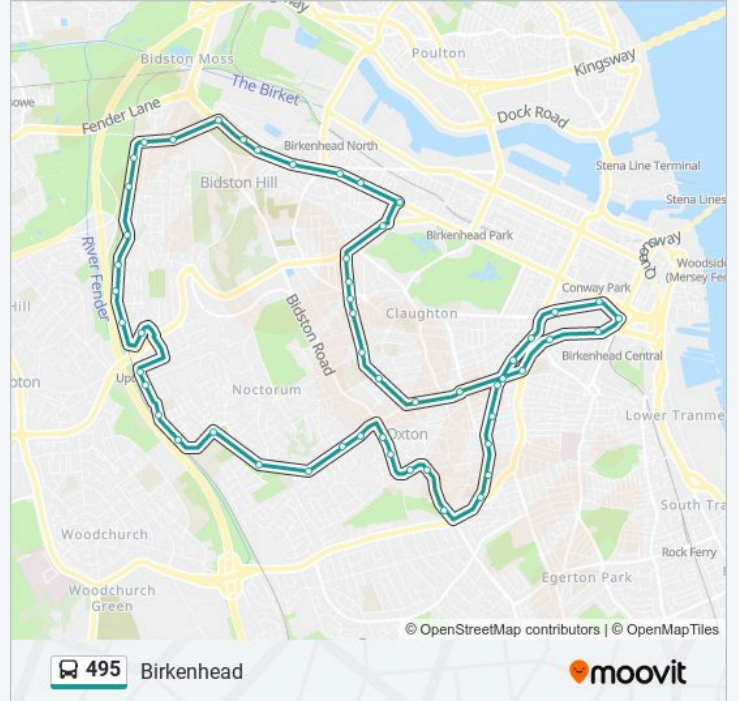 Bidston Moss
Poulton
Kingsway
The Birket
Fender Lane
Dock Road
Birkenhead North
Stena Line Terminal
Bidston Hill
Stena Lines
Birkenhead Park
River Fender
Conway Park
Claughton
Bidston Road
Birkenhead Central
Noctorum
Lower Tranme
Oxton
South Tra
Woodchurch
Rock Ferry
Egerton Park
Woodchurch
Green
© OpenStreetMap contributors | © OpenMapTiles
495 Birkenhead
moovit